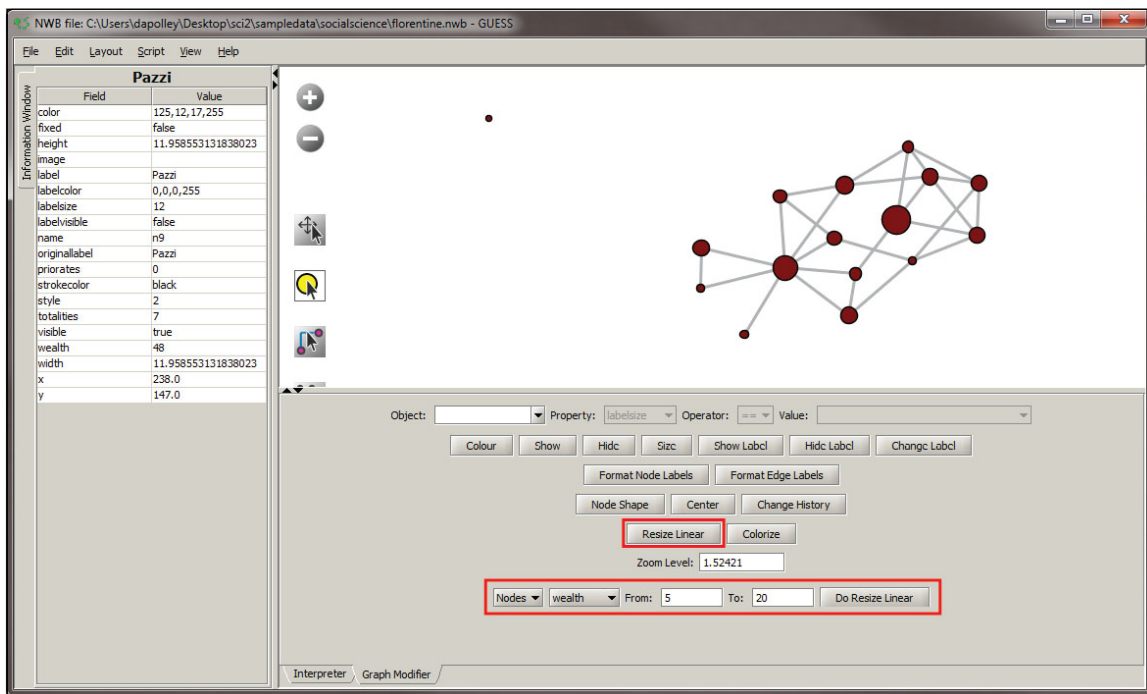 NWB file: C:\Users\dapolley\Desktop\sci2\sampledata\socialscience\florentine.nwb - GUESS
File Edit Layout Script View Help
Information Window
Pazzi
Field Value
color 125,12,17,255
fixed false
height 11.958553131838023
image
label Pazzi
labelcolor 0,0,0,255
labelsize 12
labelvisible false
name n9
originallabel Pazzi
priorates 0
strokecolor black
style 2
totalities 7
visible true
wealth 48
width 11.958553131838023
x 238.0
y 147.0
Object: Property: labelsize Operator: == Value:
Colour Show Hide Size Show Label Hide Label Change Label
Format Node Labels Format Edge Labels
Node Shape Center Change History
Resize Linear Colorize
Zoom Level: 1.52421
Nodes wealth From: 5 To: 20 Do Resize Linear
Interpreter Graph Modifier